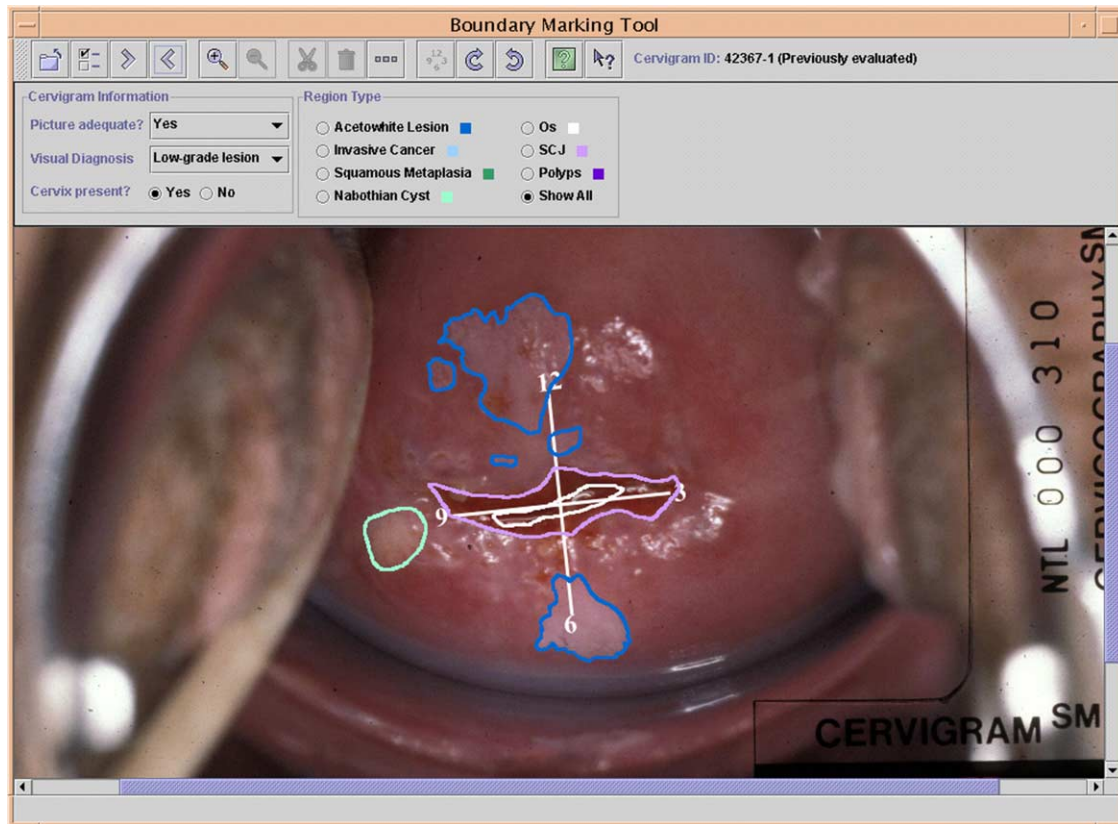 Boundary Marking Tool
Cervigram ID: 42367-1 (Previously evaluated)
Cervigram Information
Picture adequate? Yes
Visual Diagnosis Low-grade lesion
Cervix present? Yes No
Region Type
Acetowhite Lesion Os
Invasive Cancer SCJ
Squamous Metaplasia Polyps
Nabothian Cyst Show All
12
9 3
6
NTL 000 310
CERVICOGRAPHY SM
CERVIGRAM SM